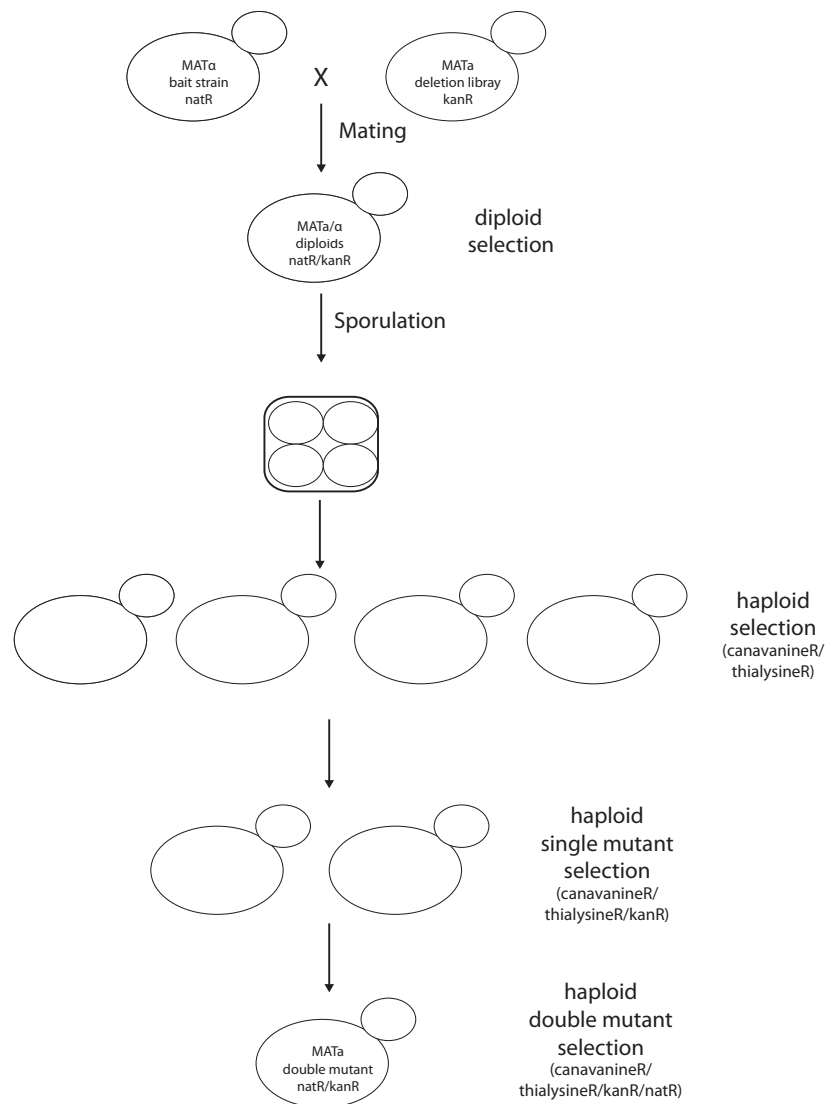 MATα
bait strain
natR
X
MATa
deletion libray
kanR
Mating
MATa/α
diploids
natR/kanR
diploid
selection
Sporulation
haploid
selection
(canavanineR/
thialysineR)
haploid
single mutant
selection
(canavanineR/
thialysineR/kanR)
MATa
double mutant
natR/kanR
haploid
double mutant
selection
(canavanineR/
thialysineR/kanR/natR)